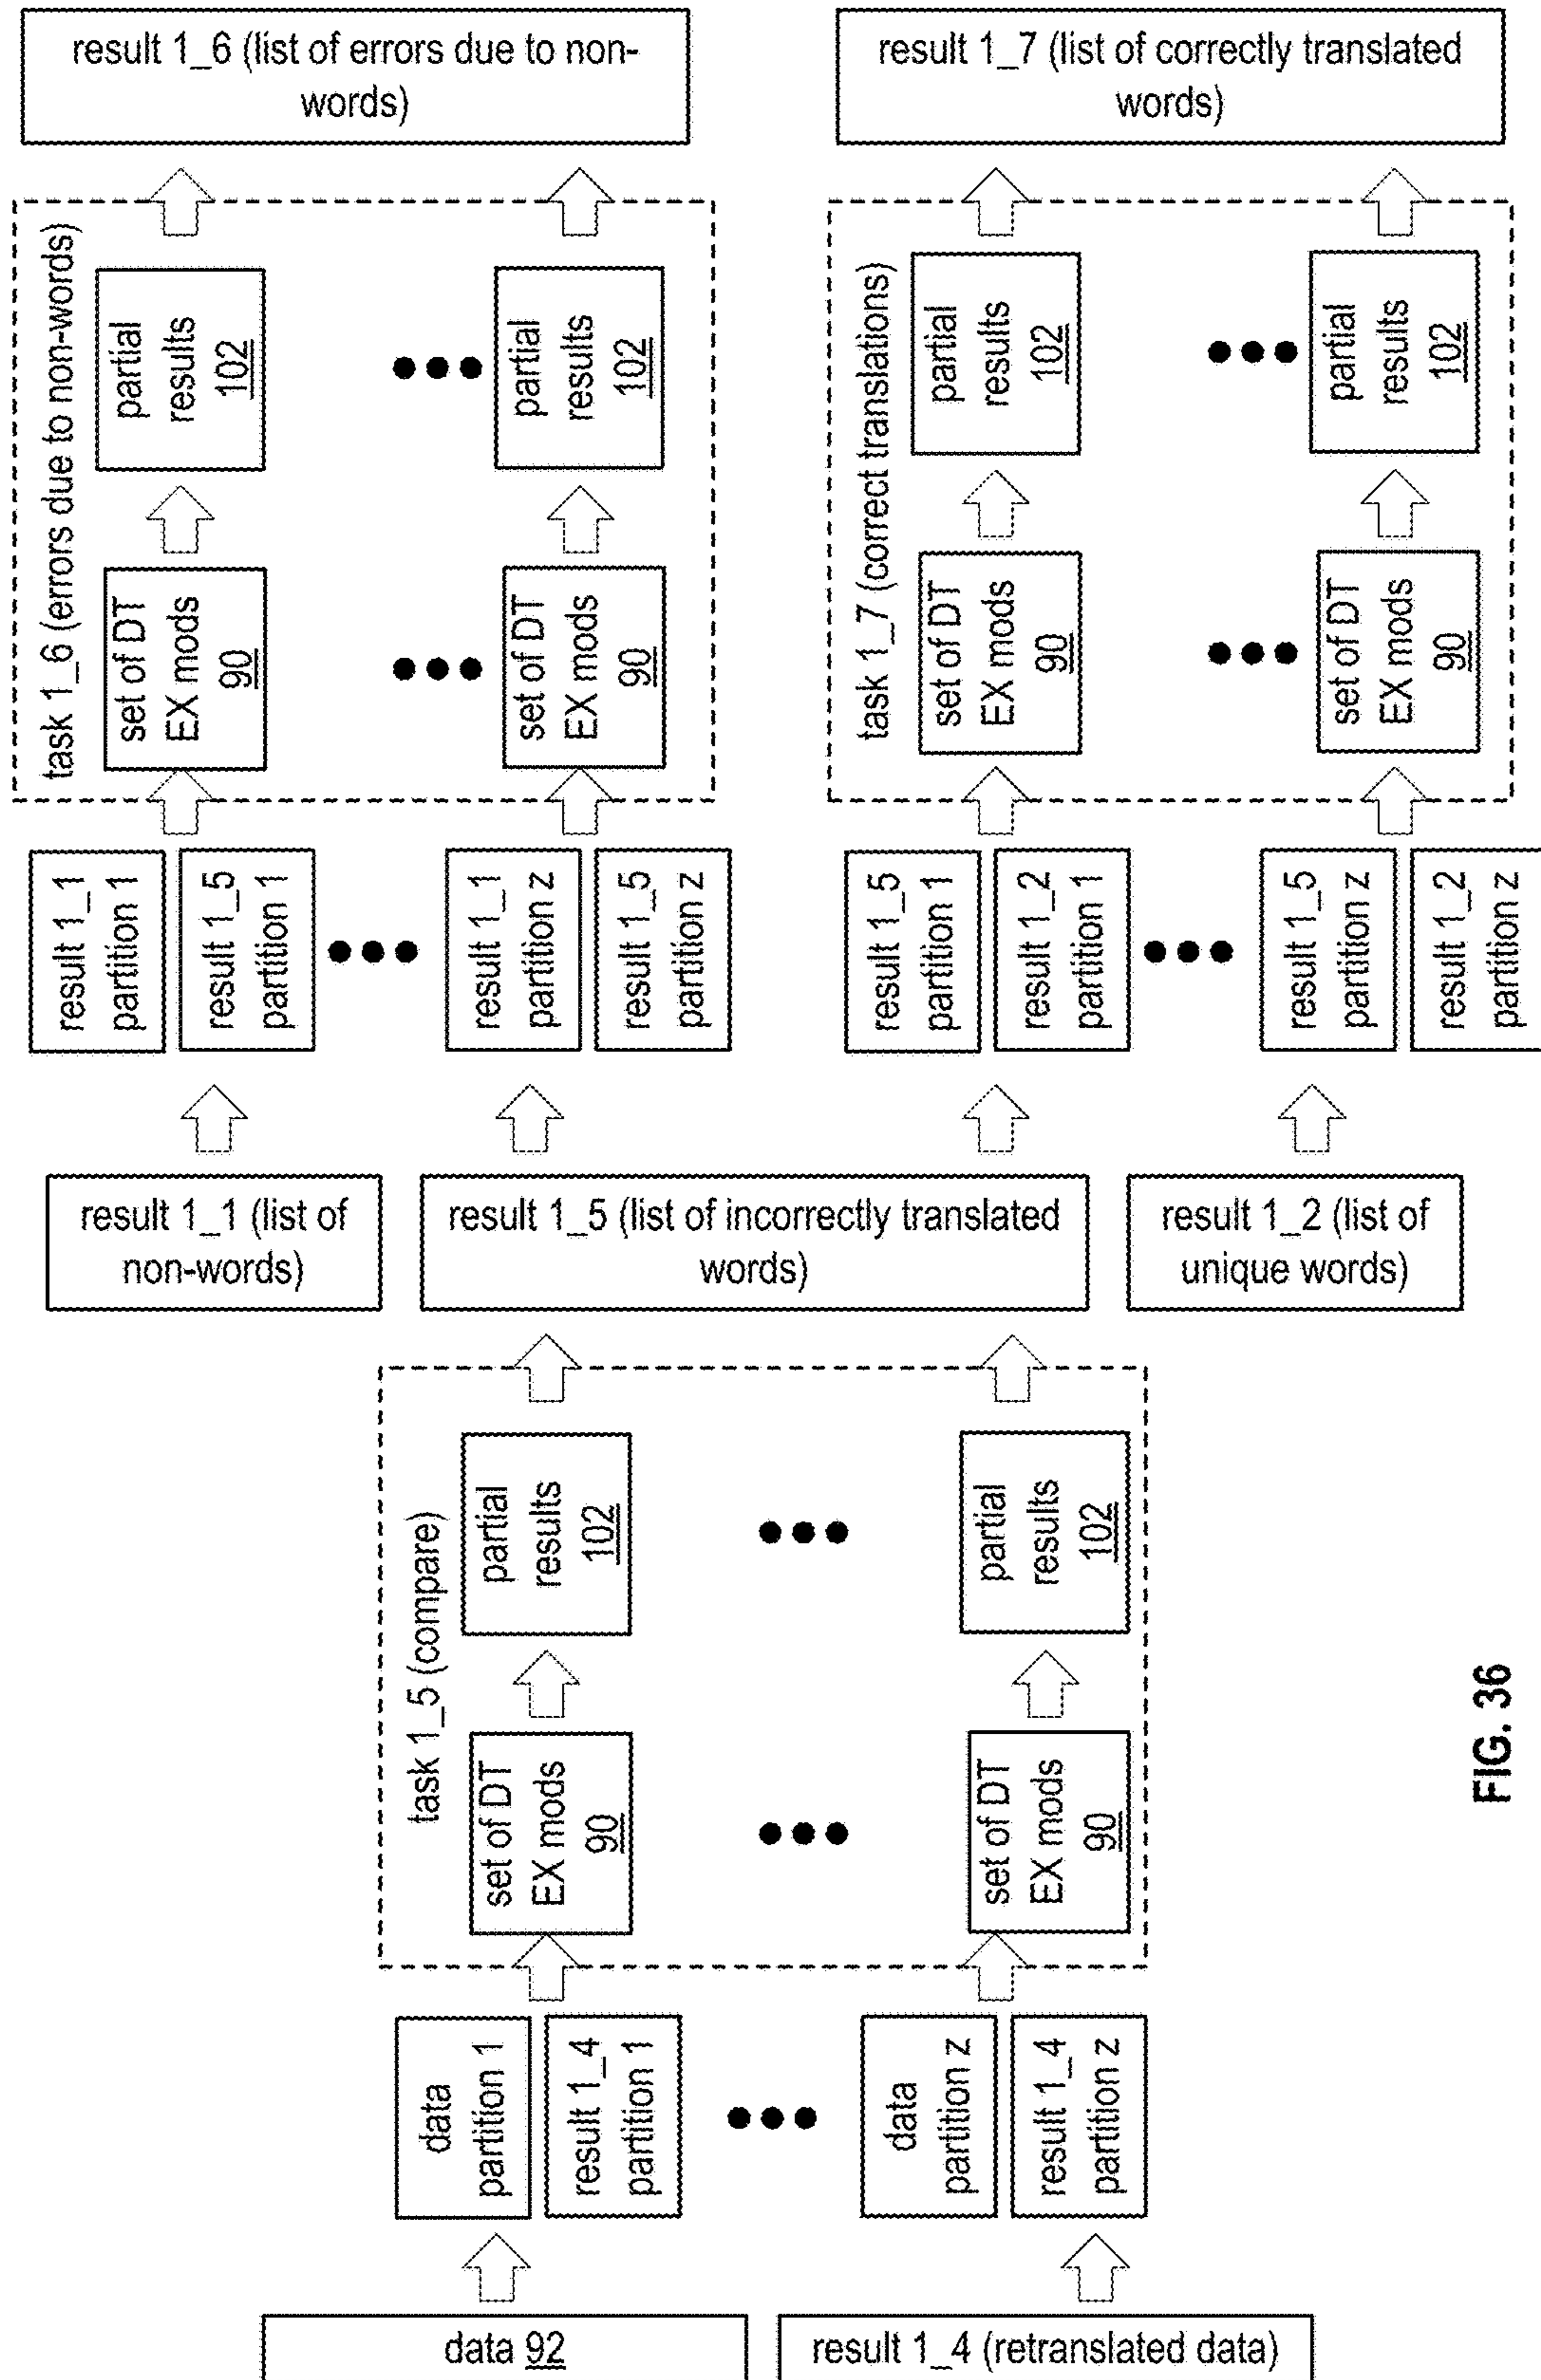 data 92
result 1_4 (retranslated data)
data
partition 1
result 1_4
partition 1
data
partition z
result 1_4
partition z
task 1_5 (compare)
set of DT
EX mods
90
partial
results
102
set of DT
EX mods
90
partial
results
102
result 1_1 (list of
non-words)
result 1_5 (list of incorrectly translated
words)
result 1_2 (list of
unique words)
result 1_1
partition 1
result 1_5
partition 1
result 1_1
partition z
result 1_5
partition z
task 1_6 (errors due to non-words)
set of DT
EX mods
90
partial
results
102
set of DT
EX mods
90
partial
results
102
result 1_6 (list of errors due to non-
words)
result 1_5
partition 1
result 1_2
partition 1
result 1_5
partition z
result 1_2
partition z
task 1_7 (correct translations)
set of DT
EX mods
90
partial
results
102
set of DT
EX mods
90
partial
results
102
result 1_7 (list of correctly translated
words)
FIG. 36